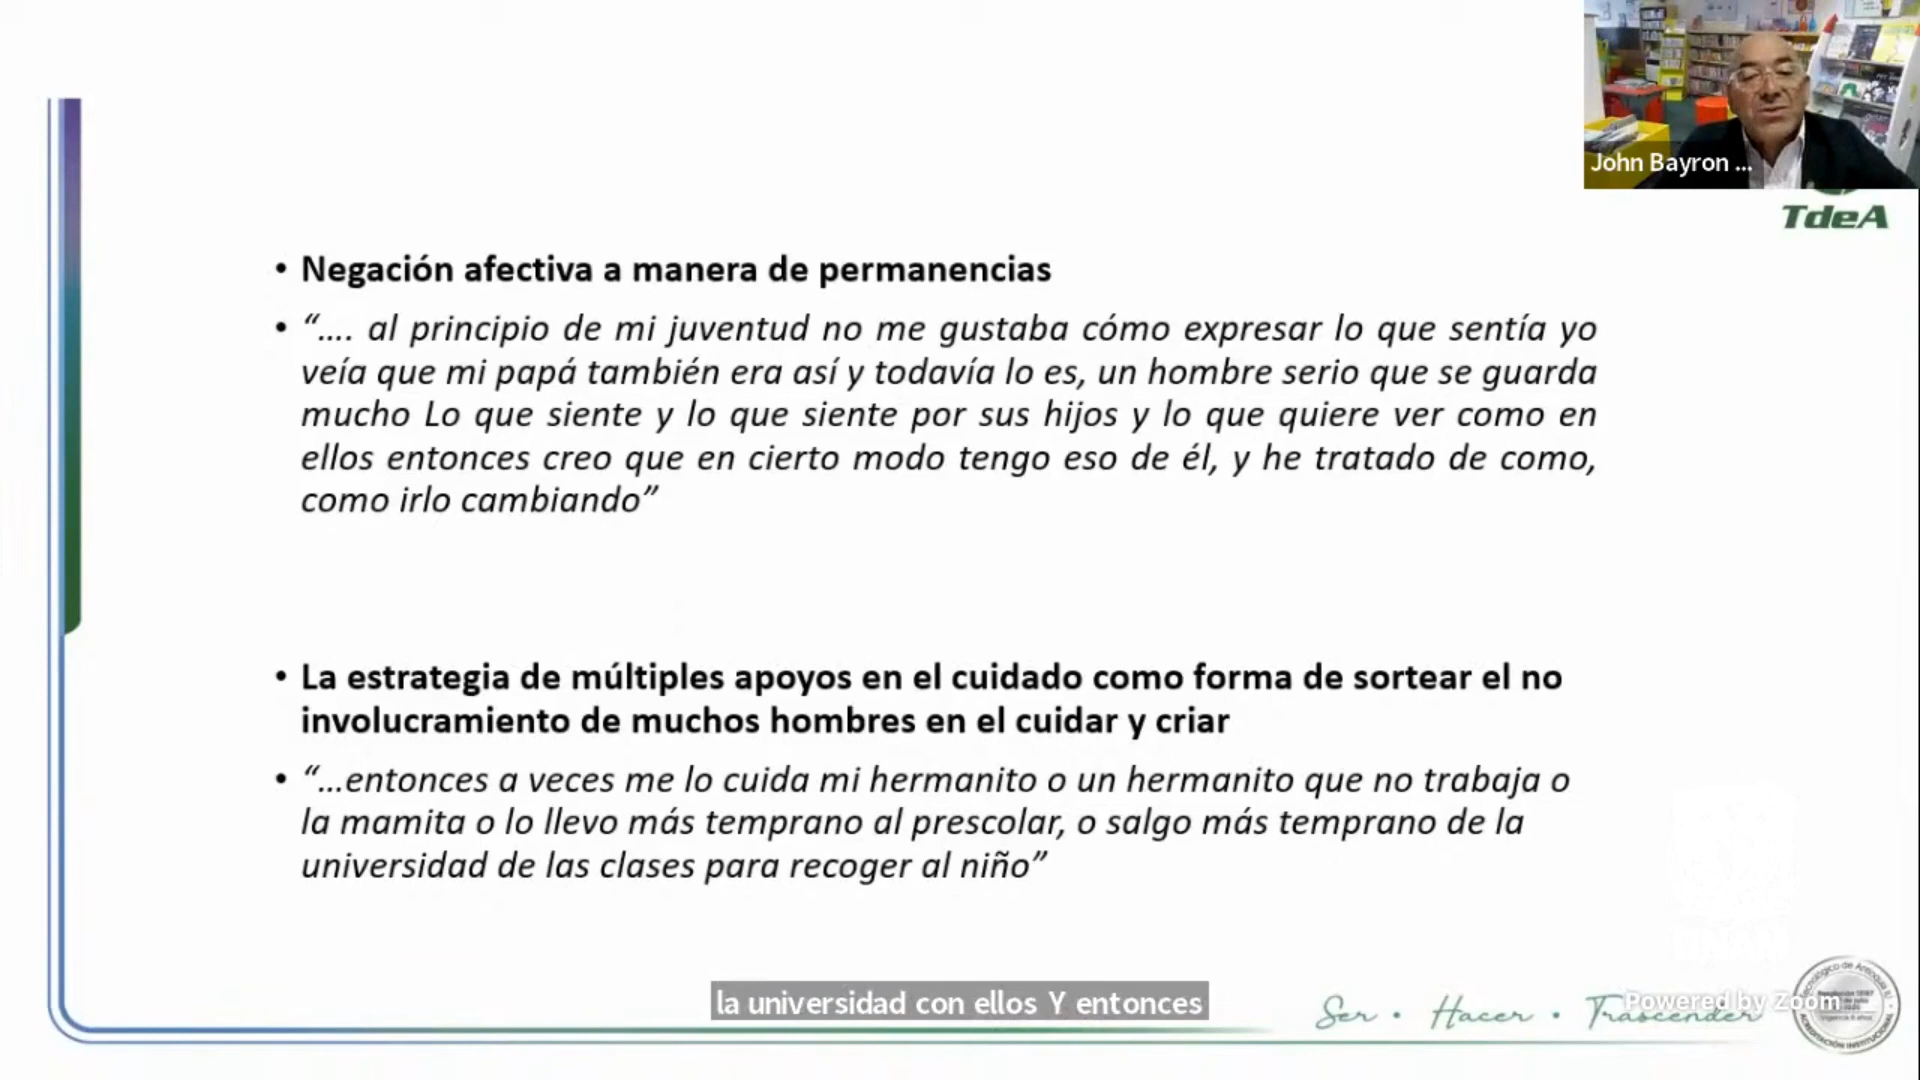 John Bayron ...
TdeA
• Negación afectiva a manera de permanencias
• “…. al principio de mi juventud no me gustaba cómo expresar lo que sentía yo
veía que mi papá también era así y todavía lo es, un hombre serio que se guarda
mucho Lo que siente y lo que siente por sus hijos y lo que quiere ver como en
ellos entonces creo que en cierto modo tengo eso de él, y he tratado de como,
como irlo cambiando”
• La estrategia de múltiples apoyos en el cuidado como forma de sortear el no
involucramiento de muchos hombres en el cuidar y criar
• “…entonces a veces me lo cuida mi hermanito o un hermanito que no trabaja o
la mamita o lo llevo más temprano al prescolar, o salgo más temprano de la
universidad de las clases para recoger al niño”
la universidad con ellos Y entonces
Ser • Hacer • Trascender
Powered by Zoom